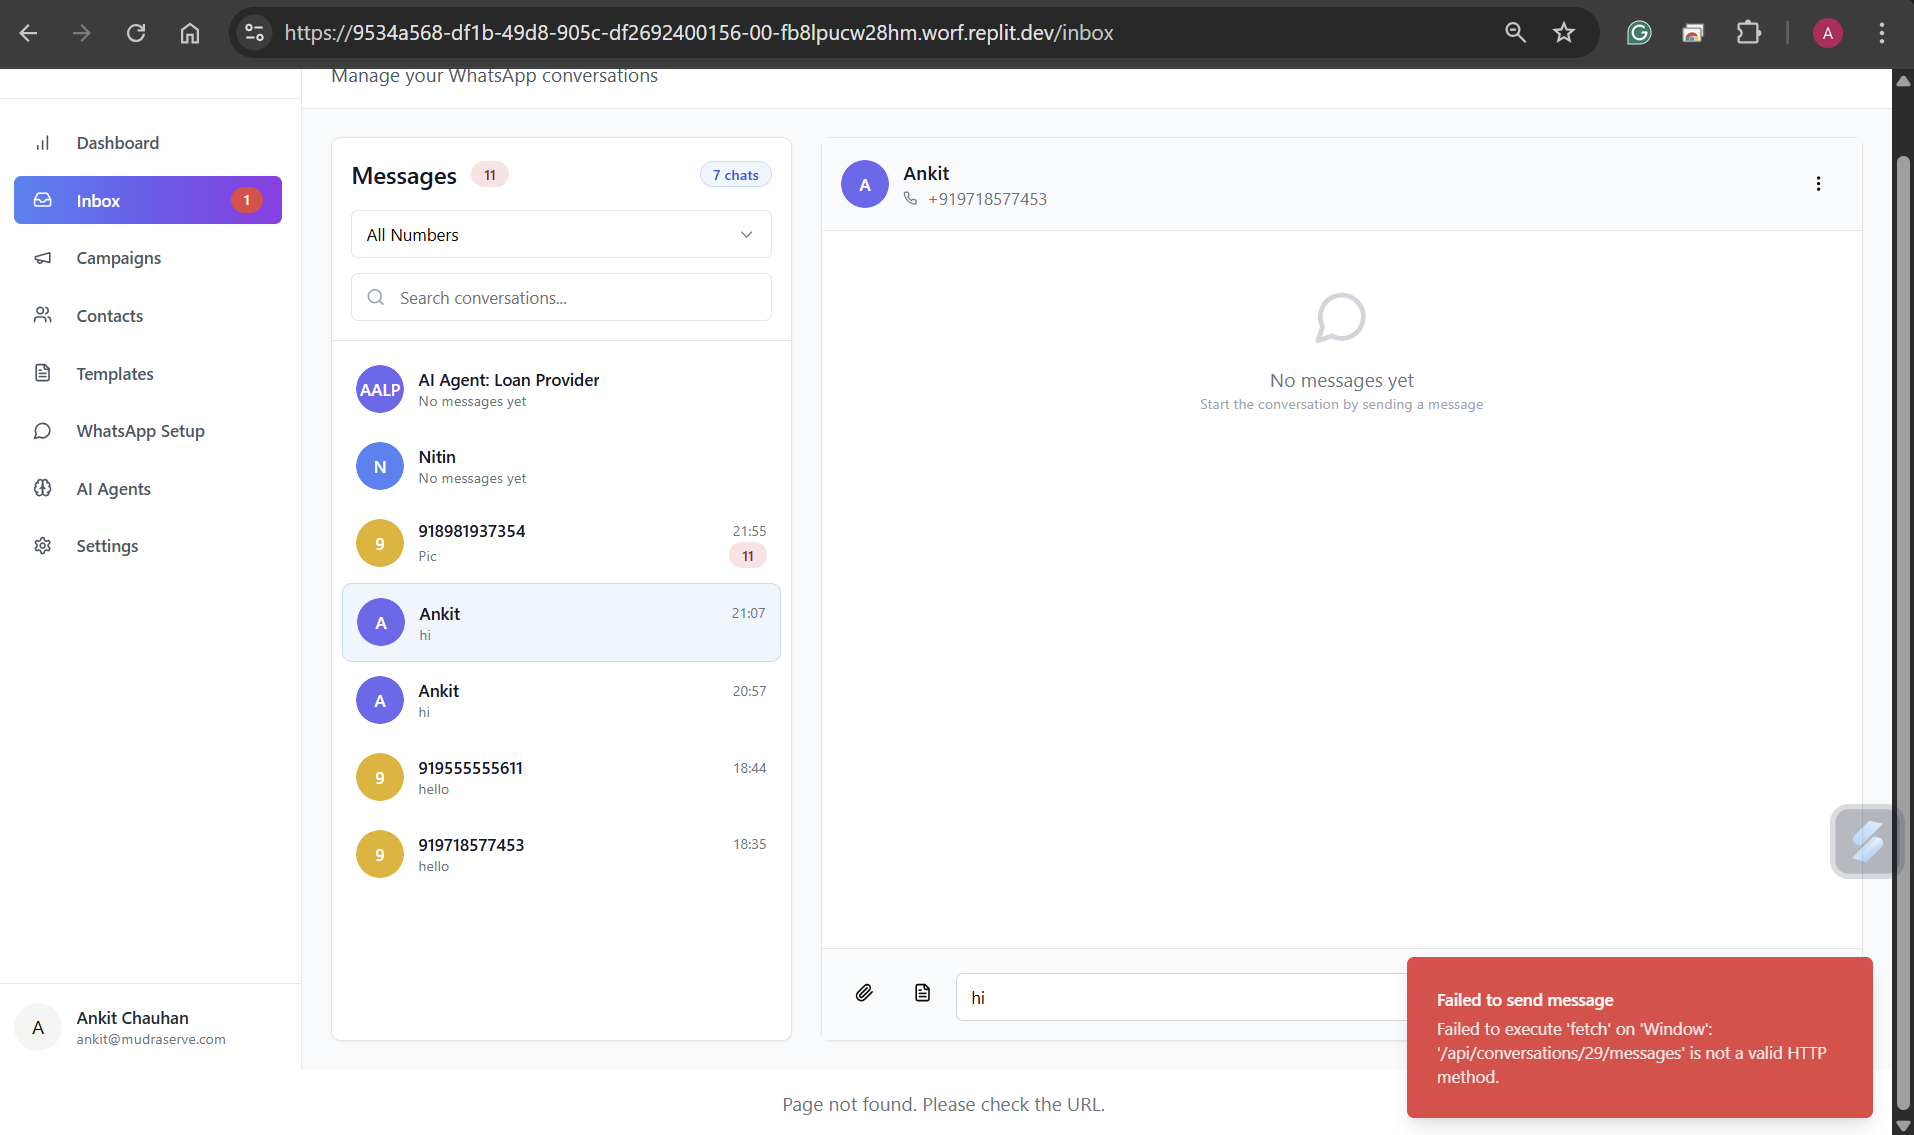 https://9534a568-df1b-49d8-905c-df2692400156-00-fb8lpucw28hm.worf.replit.dev/inbox
A
Manage your WhatsApp conversations
Dashboard
Inbox 1
Campaigns
Contacts
Templates
WhatsApp Setup
AI Agents
Settings
A
Ankit Chauhan
ankit@mudraserve.com
Messages 11 7 chats
All Numbers
Search conversations...
AALP
AI Agent: Loan Provider
No messages yet
N
Nitin
No messages yet
9
918981937354 21:55
Pic 11
A
Ankit 21:07
hi
A
Ankit 20:57
hi
9
919555555611 18:44
hello
9
919718577453 18:35
hello
A
Ankit
+919718577453
No messages yet
Start the conversation by sending a message
hi
Failed to send message
Failed to execute 'fetch' on 'Window':
'/api/conversations/29/messages' is not a valid HTTP
method.
Page not found. Please check the URL.